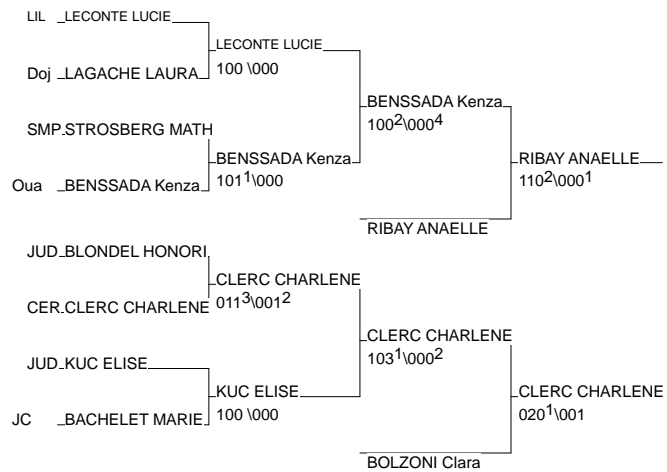 LIL LECONTE LUCIE
LECONTE LUCIE
Doj LAGACHE LAURA
100 \000
BENSSADA Kenza
100²\000⁴
SMP STROSBERG MATH
BENSSADA Kenza
101¹\000
RIBAY ANAELLE
110²\000¹
Oua BENSSADA Kenza
RIBAY ANAELLE
JUD BLONDEL HONORI
CLERC CHARLENE
011³\001²
CER CLERC CHARLENE
CLERC CHARLENE
103¹\000²
JUD KUC ELISE
KUC ELISE
100 \000
CLERC CHARLENE
020¹\001
JC BACHELET MARIE
BOLZONI Clara